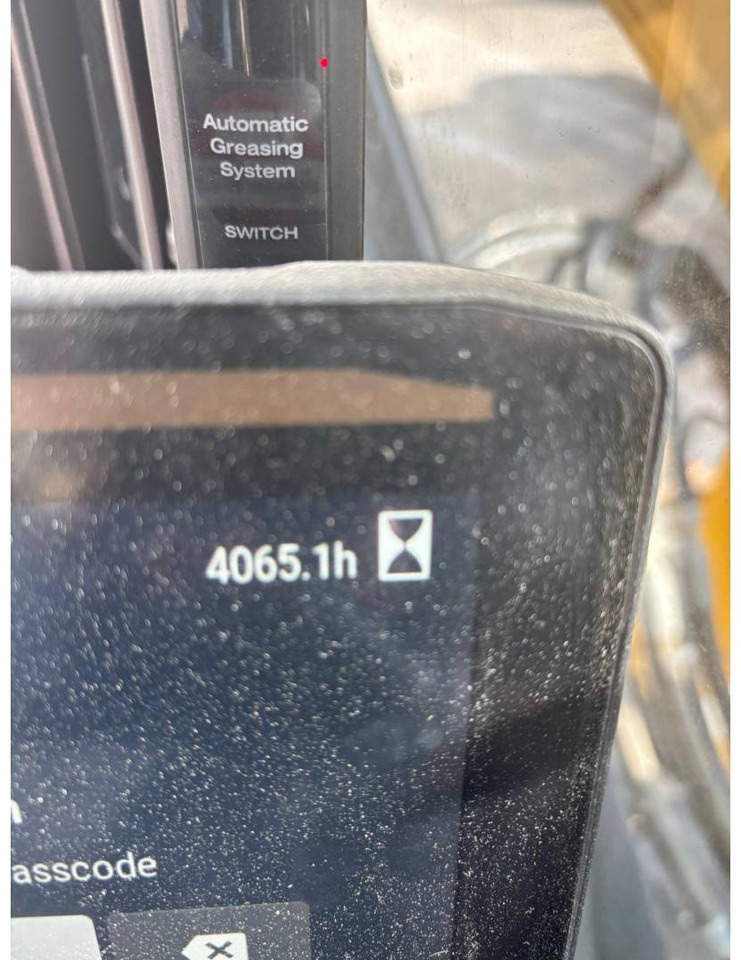 Automatic
Greasing
System
SWITCH
4065.1h
asscode